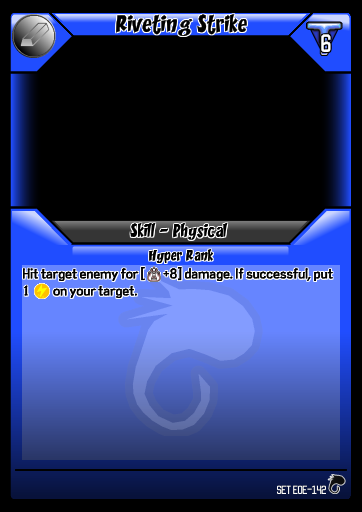 Riveting Strike
6
Skill - Physical
Hyper Rank
Hit target enemy for [ +8] damage. If successful, put
1 on your target.
SET EOE-142